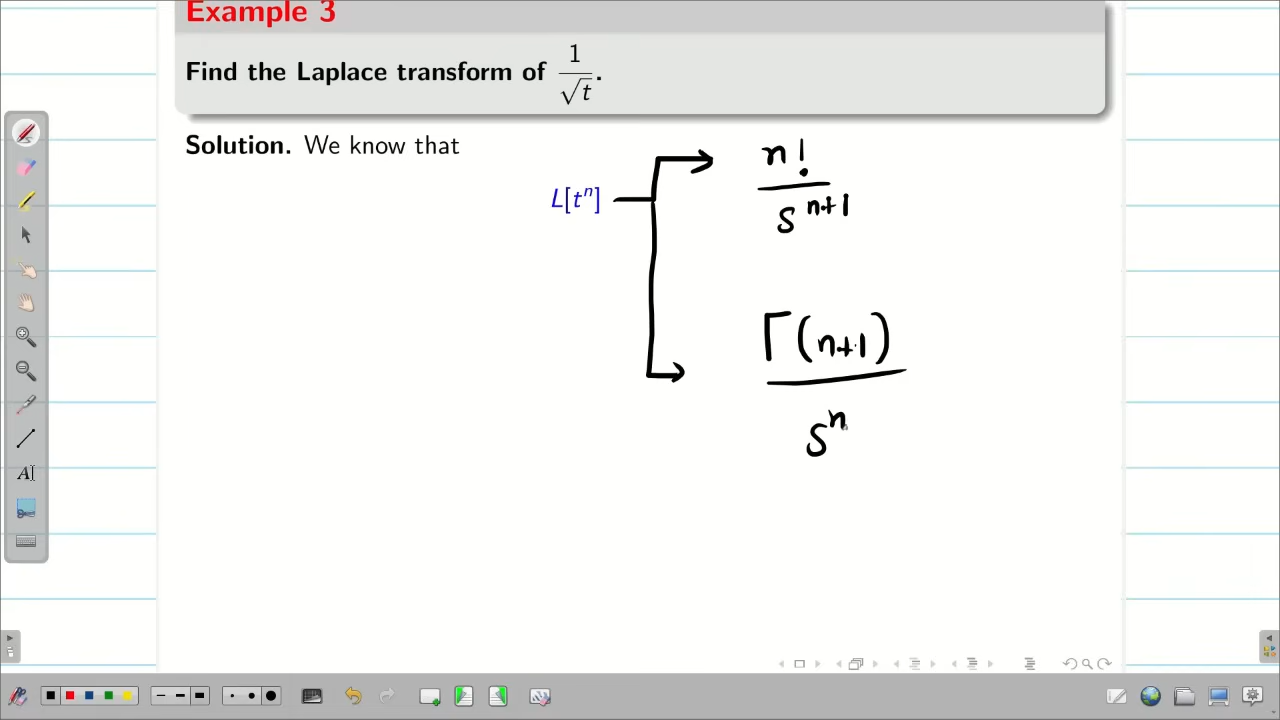 Example 3
Find the Laplace transform of 1/√t.
Solution. We know that
L[tⁿ]
n!/sⁿ⁺¹
Γ(n+1)/sⁿ